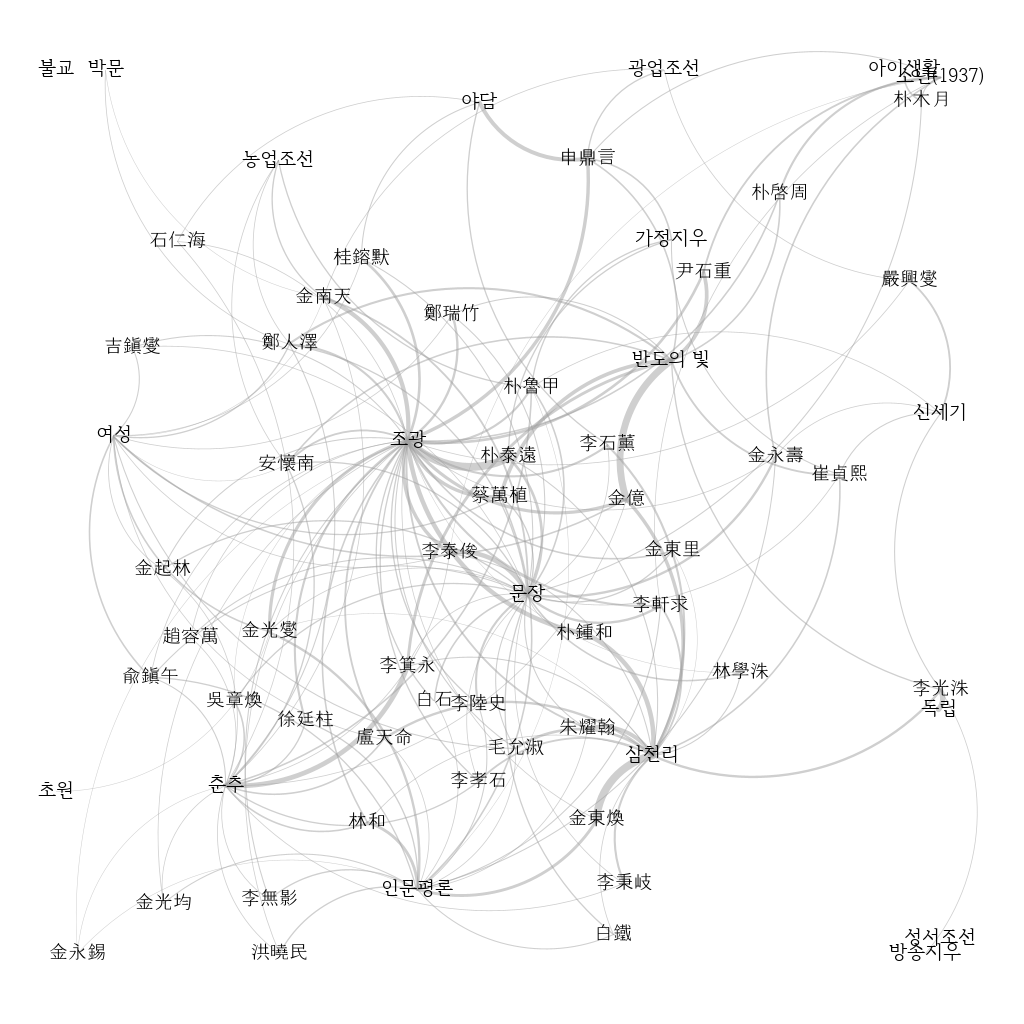 아이생활
불교
박문
광업조선
소년(1937)
朴木月
야담
申鼎言
농업조선
朴啓周
石仁海
가정지우
桂鎔默
尹石重
嚴興燮
金南天
鄭瑞竹
鄭人澤
吉鎭燮
반도의 빛
朴魯甲
신세기
여성
조광
李石薰
朴泰遠
金永壽
安懷南
崔貞熙
蔡萬植
金億
李泰俊
金東里
金起林
문장
李軒求
金光燮
朴鍾和
趙容萬
李箕永
林學洙
兪鎭午
李光洙
吳章煥
白石
李陸史
독립
徐廷柱
朱耀翰
盧天命
毛允淑
삼천리
李孝石
춘추
초원
林和
金東煥
李秉岐
인문평론
李無影
金光均
白鐵
성서조선
金永錫
洪曉民
방송지우